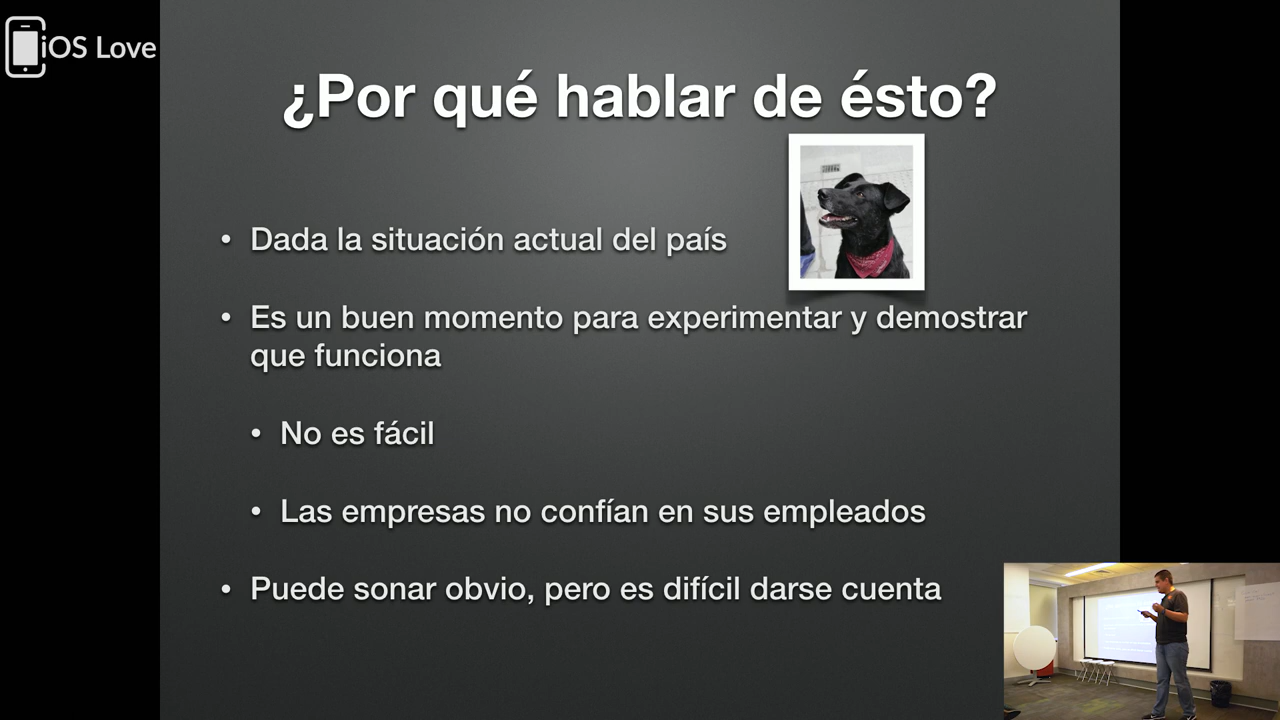 iOS Love
¿Por qué hablar de ésto?
• Dada la situación actual del país
• Es un buen momento para experimentar y demostrar
que funciona
• No es fácil
• Las empresas no confían en sus empleados
• Puede sonar obvio, pero es difícil darse cuenta